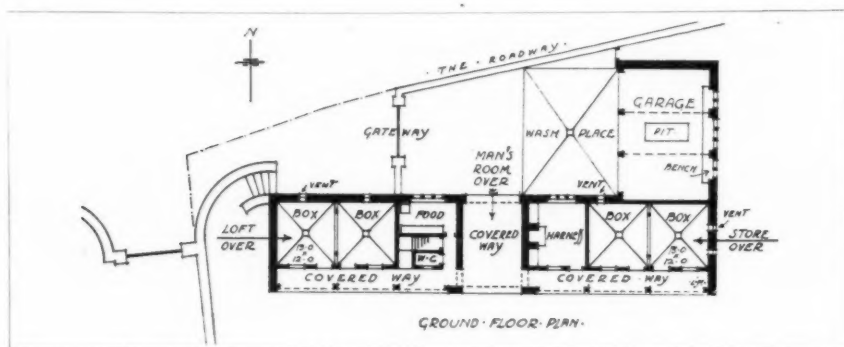 N
· THE · ROADWAY ·
GATEWAY
WASH PLACE
GARAGE
PIT
BENCH
MAN'S
ROOM
OVER
VENT
VENT
VENT
LOFT
OVER
BOX
13·0
12·0
BOX
FOOD
W·C
COVERED
WAY
HARNESS
BOX
BOX
13·0
12·0
STORE
OVER
COVERED WAY
COVERED · WAY
GROUND · FLOOR · PLAN ·